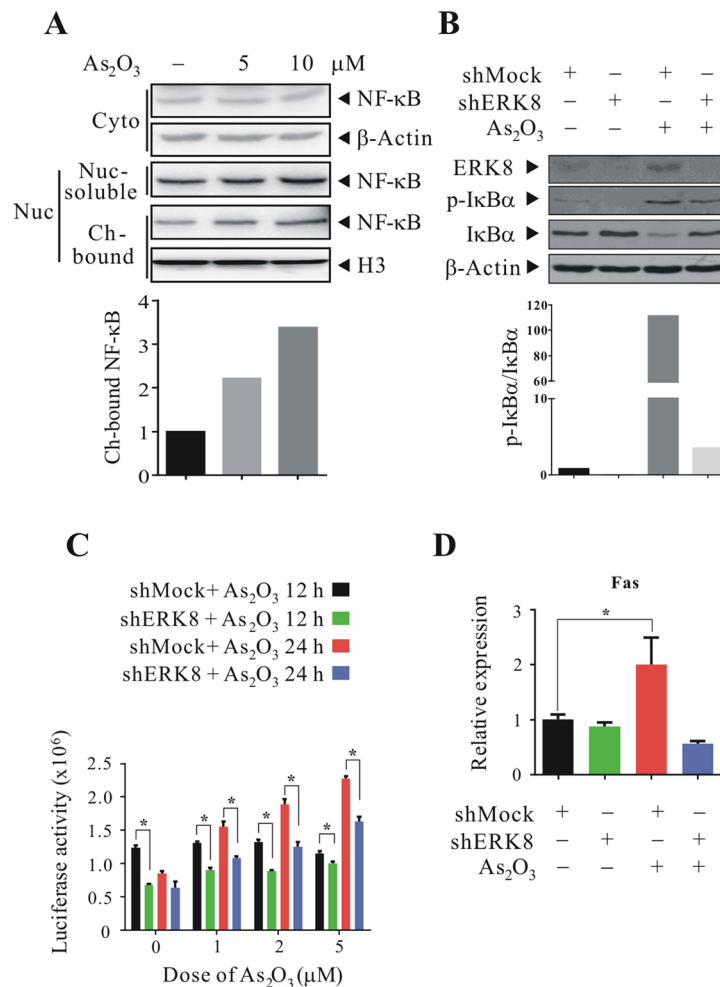 A
As₂O₃ – 5 10 μM
Cyto
NF-κB
β-Actin
Nuc
Nuc-
soluble
NF-κB
Ch-
bound
NF-κB
H3
Ch-bound NF-κB
4
3
2
1
0
B
shMock + – + –
shERK8 – + – +
As₂O₃ – – + +
ERK8
p-IκBα
IκBα
β-Actin
p-IκBα/IκBα
120
100
80
60
10
0
C
shMock+ As₂O₃ 12 h
shERK8 + As₂O₃ 12 h
shMock+ As₂O₃ 24 h
shERK8 + As₂O₃ 24 h
Luciferase activity (x10⁶)
2.5
2.0
1.5
1.0
0.5
0
* * * * * * *
0 1 2 5
Dose of As₂O₃ (μM)
D
Fas
*
Relative expression
3
2
1
0
shMock + – + –
shERK8 – + – +
As₂O₃ – – + +